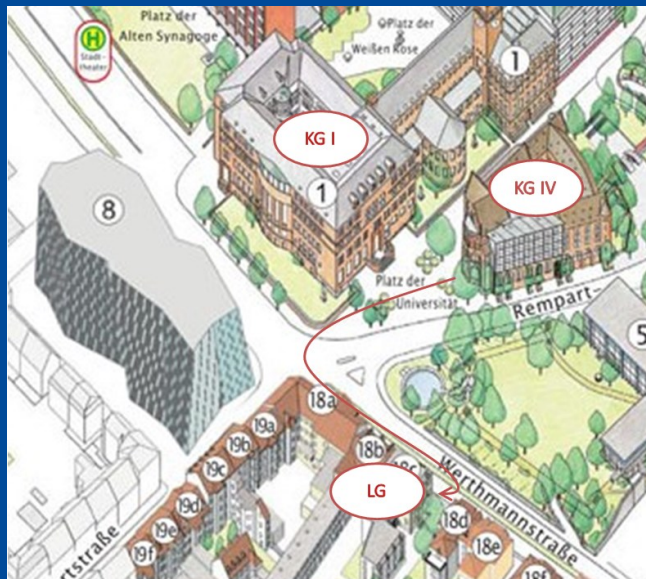 H
Stadt-
theater
Platz der
Alten Synagoge
Platz der
Weißen Rose
1
KG I
1
KG IV
8
Platz der
Universität
Rempart-
5
18a
18b
18c
19a
19b
19c
19d
19e
19f
LG
Werthmannstraße
18d
18e
rtstraße